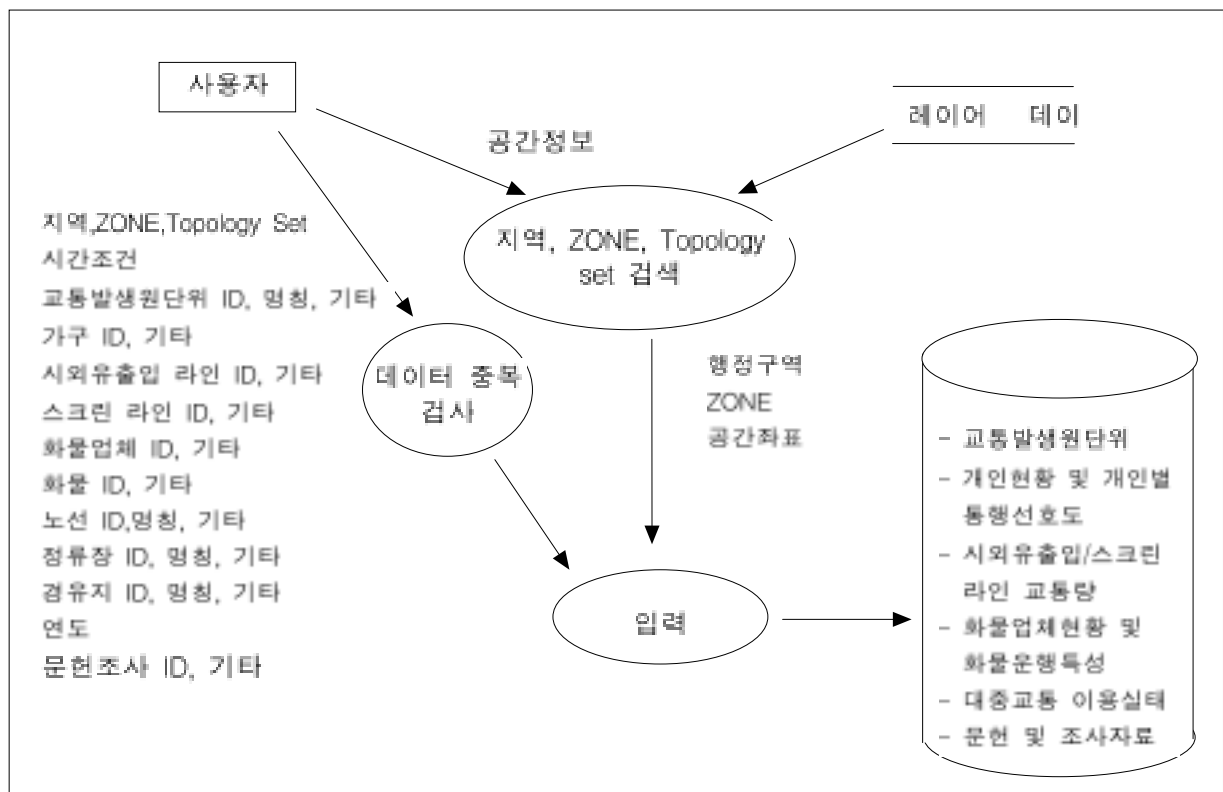 사용자
레이어 데이
공간정보
지역, ZONE, Topology
set 검색
지역,ZONE,Topology Set
시간조건
교통발생원단위 ID, 명칭, 기타
가구 ID, 기타
시외유출입 라인 ID, 기타
스크린 라인 ID, 기타
화물업체 ID, 기타
화물 ID, 기타
노선 ID,명칭, 기타
정류장 ID, 명칭, 기타
경유지 ID, 명칭, 기타
연도
문헌조사 ID, 기타
데이터 중복
검사
행정구역
ZONE
공간좌표
입력
- 교통발생원단위
- 개인현황 및 개인별
통행선호도
- 시외유출입/스크린
라인 교통량
- 화물업체현황 및
화물운행특성
- 대중교통 이용실태
- 문헌 및 조사자료